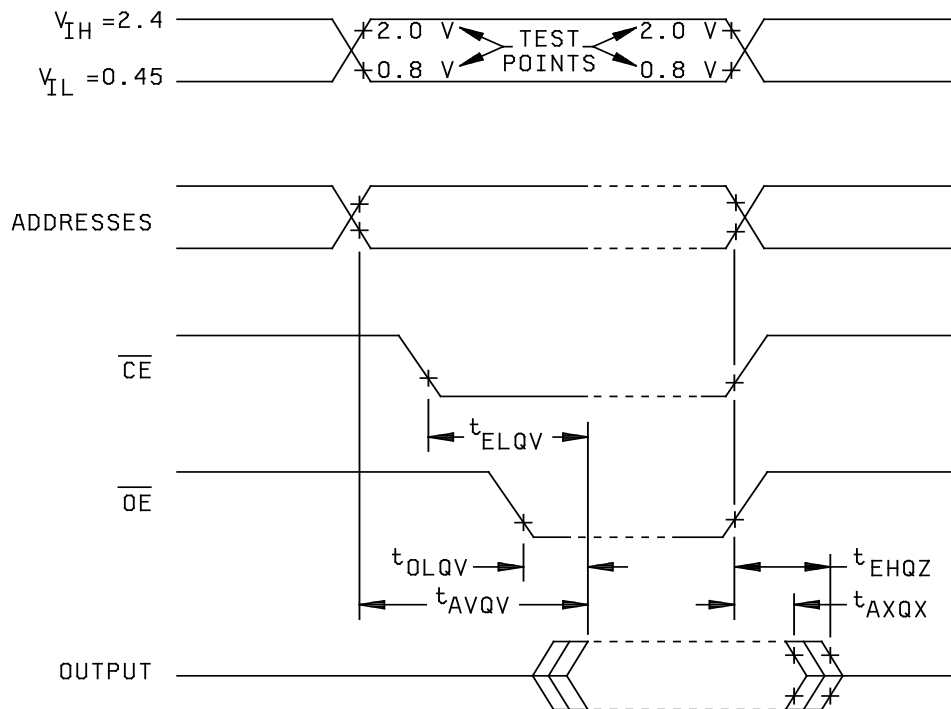 VIH =2.4
2.0 V TEST 2.0 V
0.8 V POINTS 0.8 V
VIL =0.45
ADDRESSES
CE
tELQV
OE
tOLQV
tEHQZ
tAVQV
tAXQX
OUTPUT